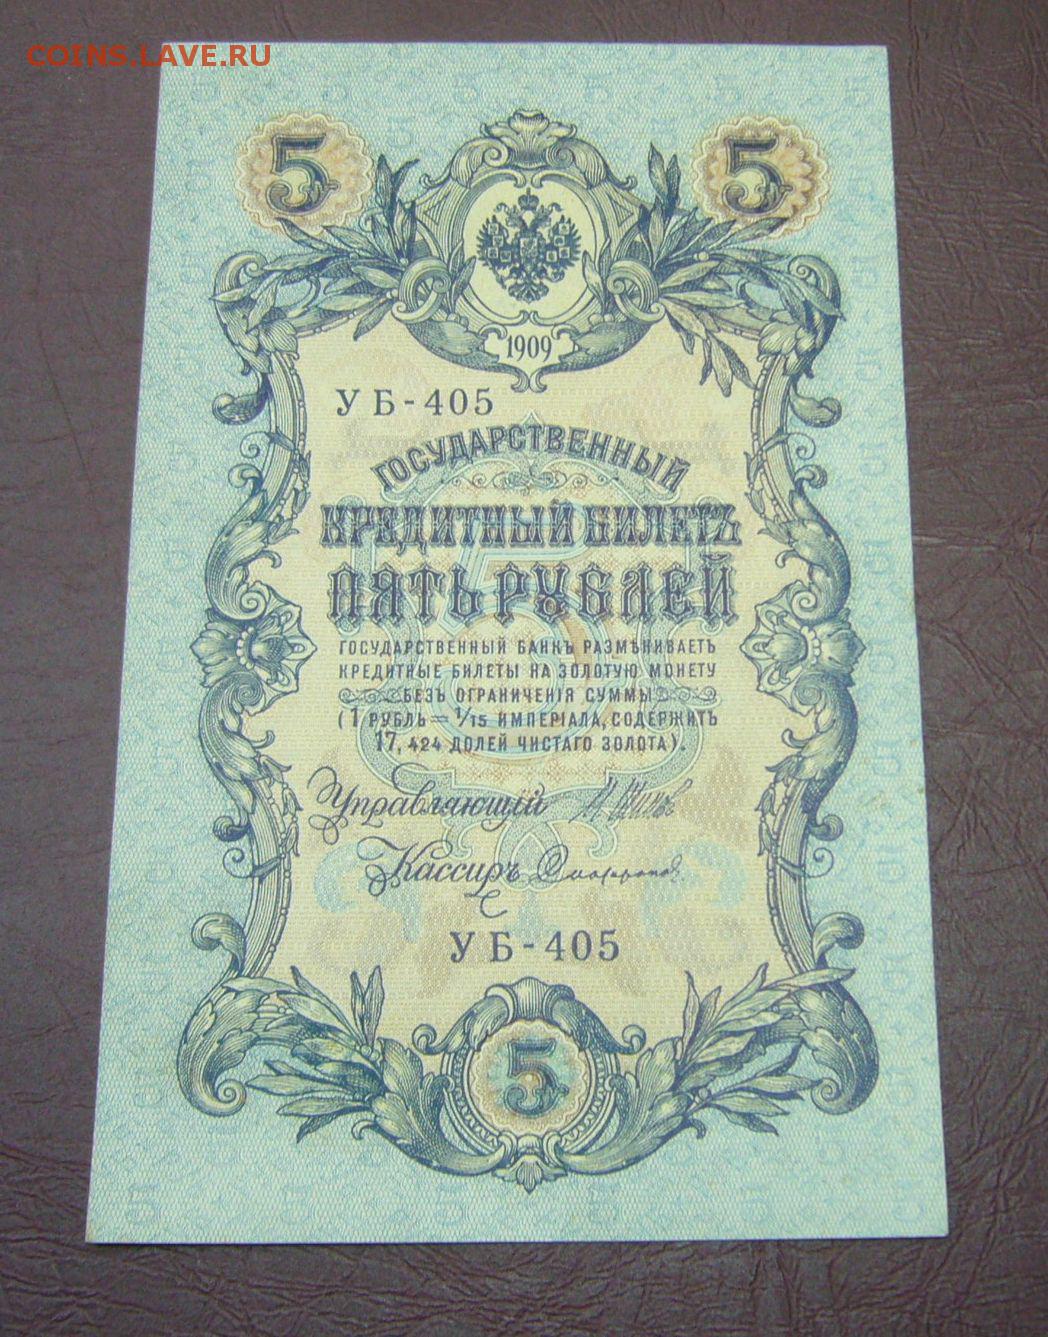 COINS.LAVE.RU
5 5
1909
УБ-405
ГОСУДАРСТВЕННЫЙ
КРЕДИТНЫЙ БИЛЕТЪ
ПЯТЬ РУБЛЕЙ
ГОСУДАРСТВЕННЫЙ БАНКЪ РАЗМѢНИВАЕТЪ
КРЕДИТНЫЕ БИЛЕТЫ НА ЗОЛОТУЮ МОНЕТУ
БЕЗЪ ОГРАНИЧЕНІЯ СУММЫ
(1 РУБЛЬ = 1/15 ИМПЕРІАЛА, СОДЕРЖИТЪ
17,424 ДОЛЕЙ ЧИСТАГО ЗОЛОТА).
Управляющій
Кассиръ
УБ-405
5